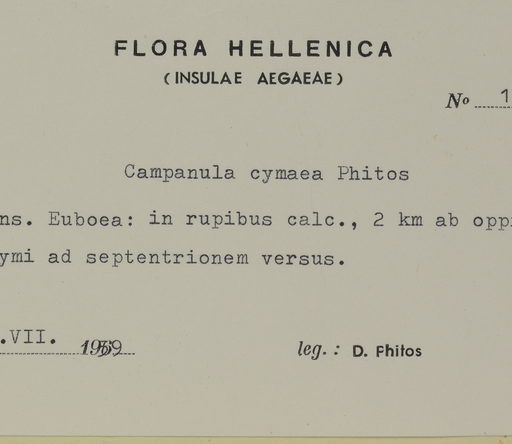 FLORA HELLENICA
(INSULAE AEGAEAE)
No 1
Campanula cymaea Phitos
ns. Euboea: in rupibus calc., 2 km ab opp
ymi ad septentrionem versus.
.VII.
leg.: D. Phitos